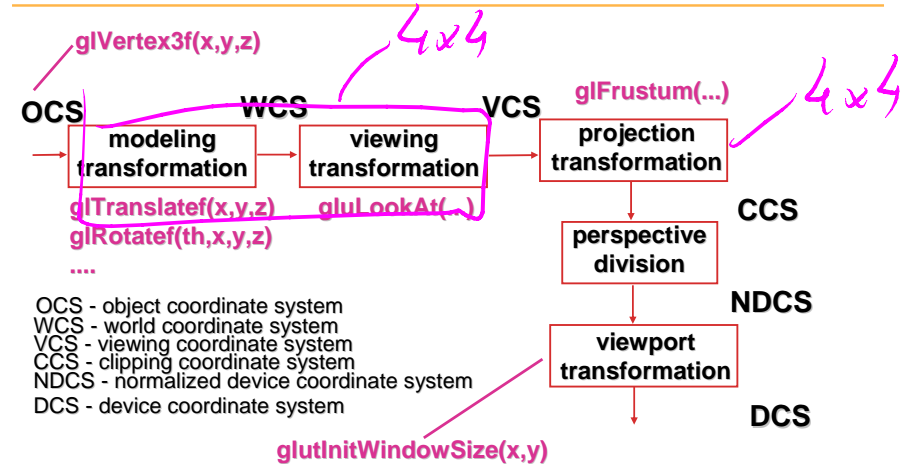 glVertex3f(x,y,z)
4x4
OCS
WCS
VCS
glFrustum(...)
4x4
modeling
transformation
viewing
transformation
projection
transformation
glTranslatef(x,y,z)
gluLookAt(...)
glRotatef(th,x,y,z)
....
CCS
perspective
division
NDCS
OCS - object coordinate system
WCS - world coordinate system
VCS - viewing coordinate system
CCS - clipping coordinate system
NDCS - normalized device coordinate system
DCS - device coordinate system
viewport
transformation
DCS
glutInitWindowSize(x,y)